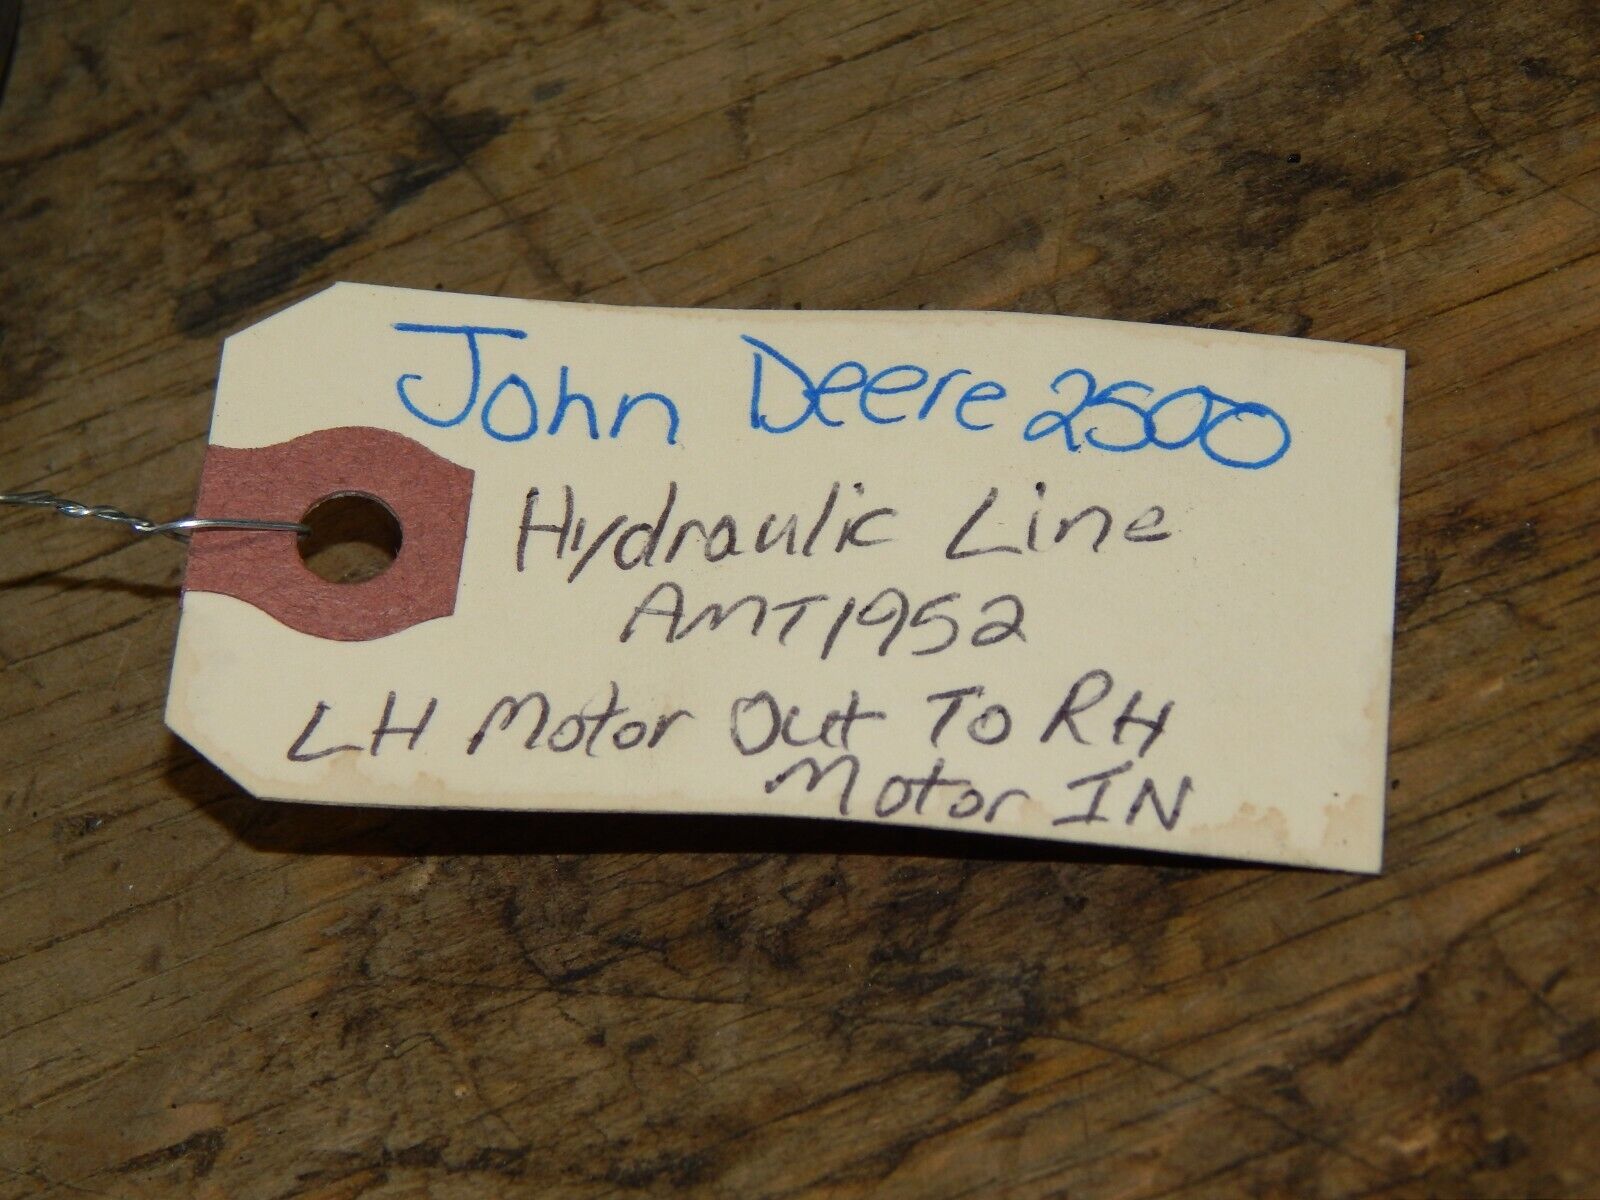 John Deere 2500
Hydraulic Line
AMT1952
LH Motor Out To RH
Motor IN